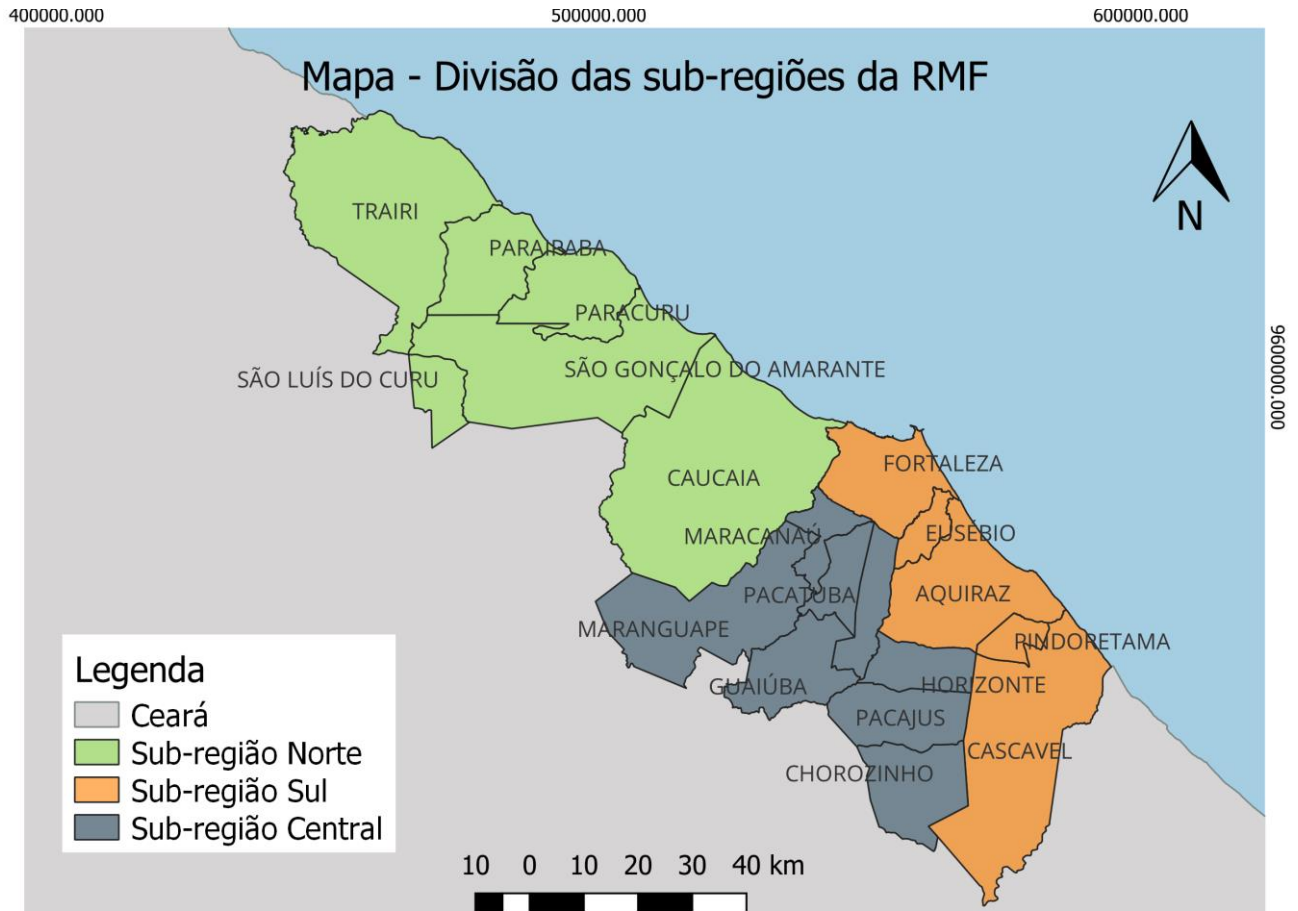 400000.000 500000.000 600000.000
Mapa - Divisão das sub-regiões da RMF
N
TRAIRI
PARAIBABA
PARACURU
9600000.000
SÃO GONÇALO DO AMARANTE
SÃO LUÍS DO CURU
FORTALEZA
CAUCAIA
EUSÉBIO
MARACANAÚ
AQUIRAZ
PACATUBA
MARANGUAPE
PINDORETAMA
GUAIÚBA
HORIZONTE
PACAJUS
CASCAVEL
CHOROZINHO
Legenda
Ceará
Sub-região Norte
Sub-região Sul
Sub-região Central
10 0 10 20 30 40 km